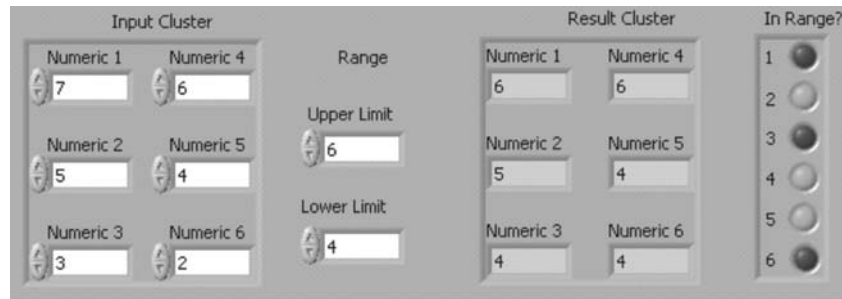 Input Cluster
Numeric 1
7
Numeric 4
6
Numeric 2
5
Numeric 5
4
Numeric 3
3
Numeric 6
2
Range
Upper Limit
6
Lower Limit
4
Result Cluster
Numeric 1
6
Numeric 4
6
Numeric 2
5
Numeric 5
4
Numeric 3
4
Numeric 6
4
In Range?
1
2
3
4
5
6